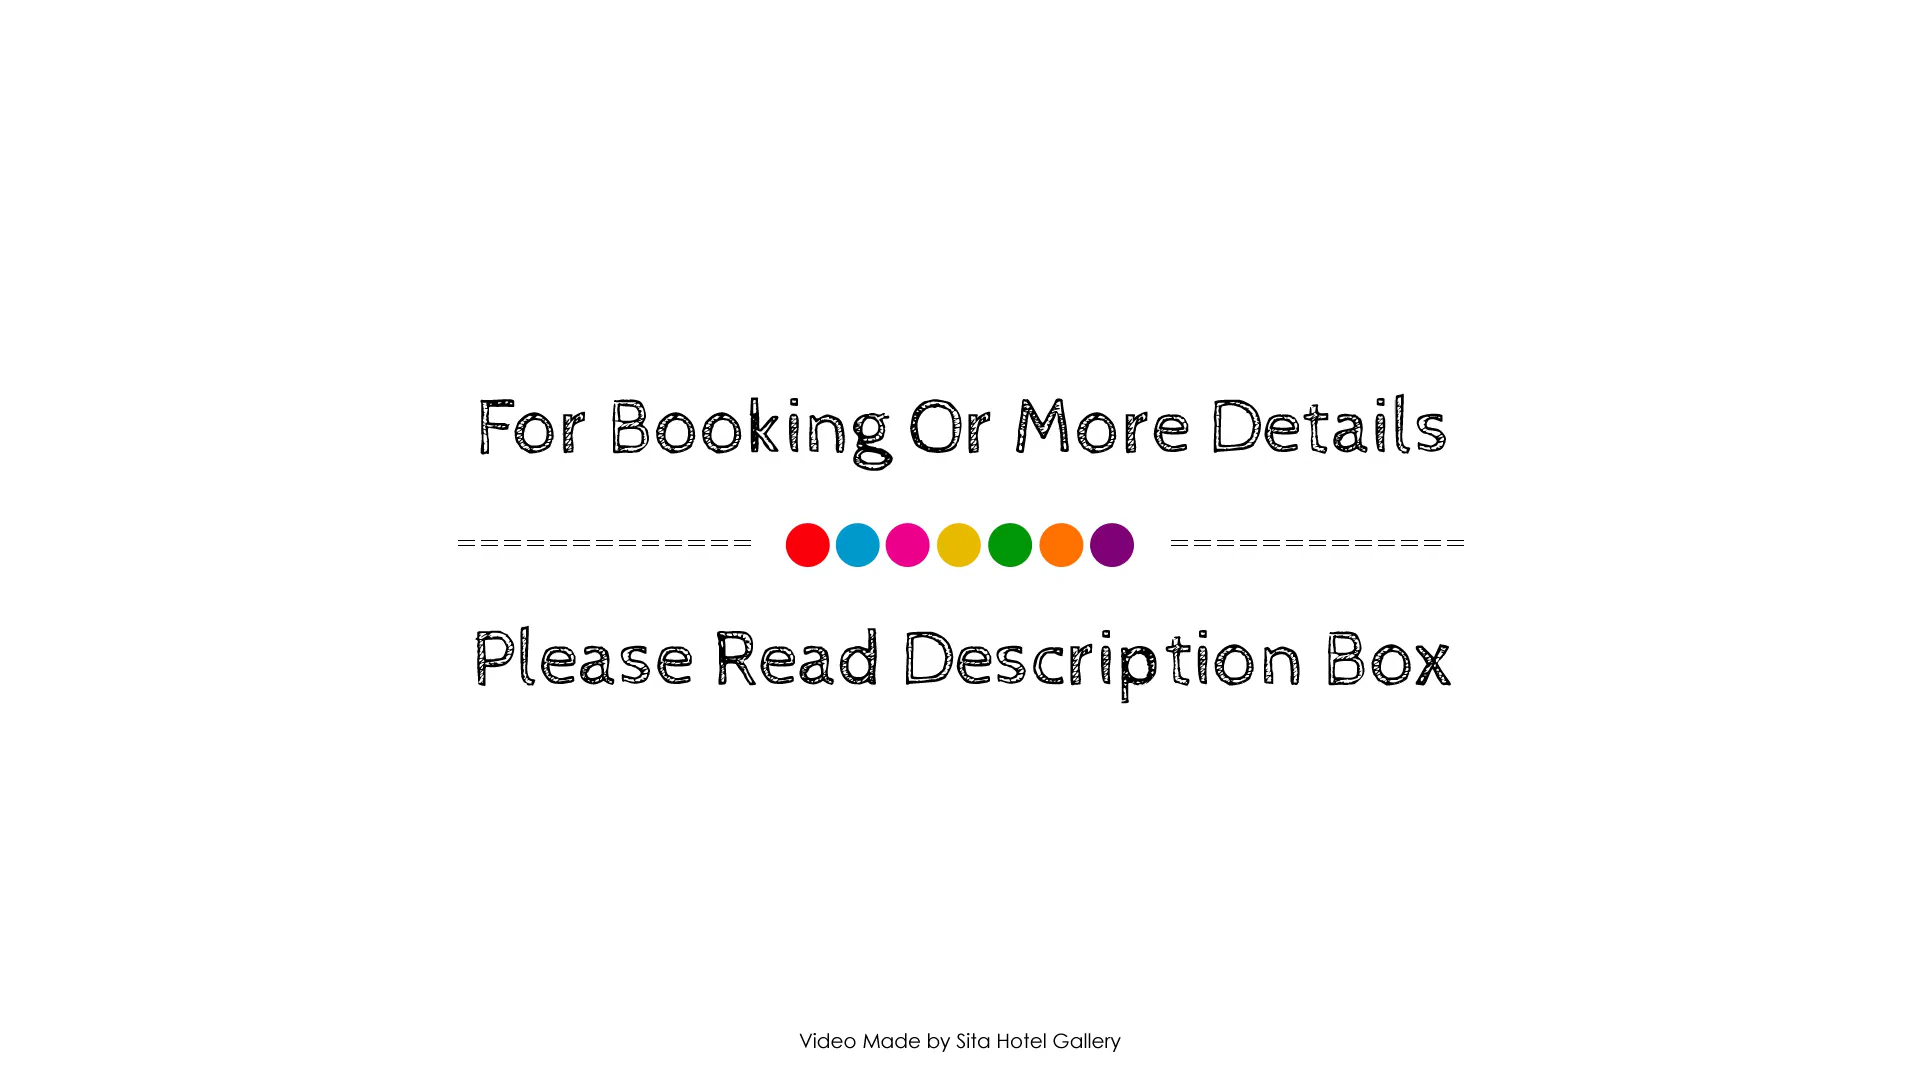 For Booking Or More Details
============= =============
Please Read Description Box
Video Made by Sita Hotel Gallery